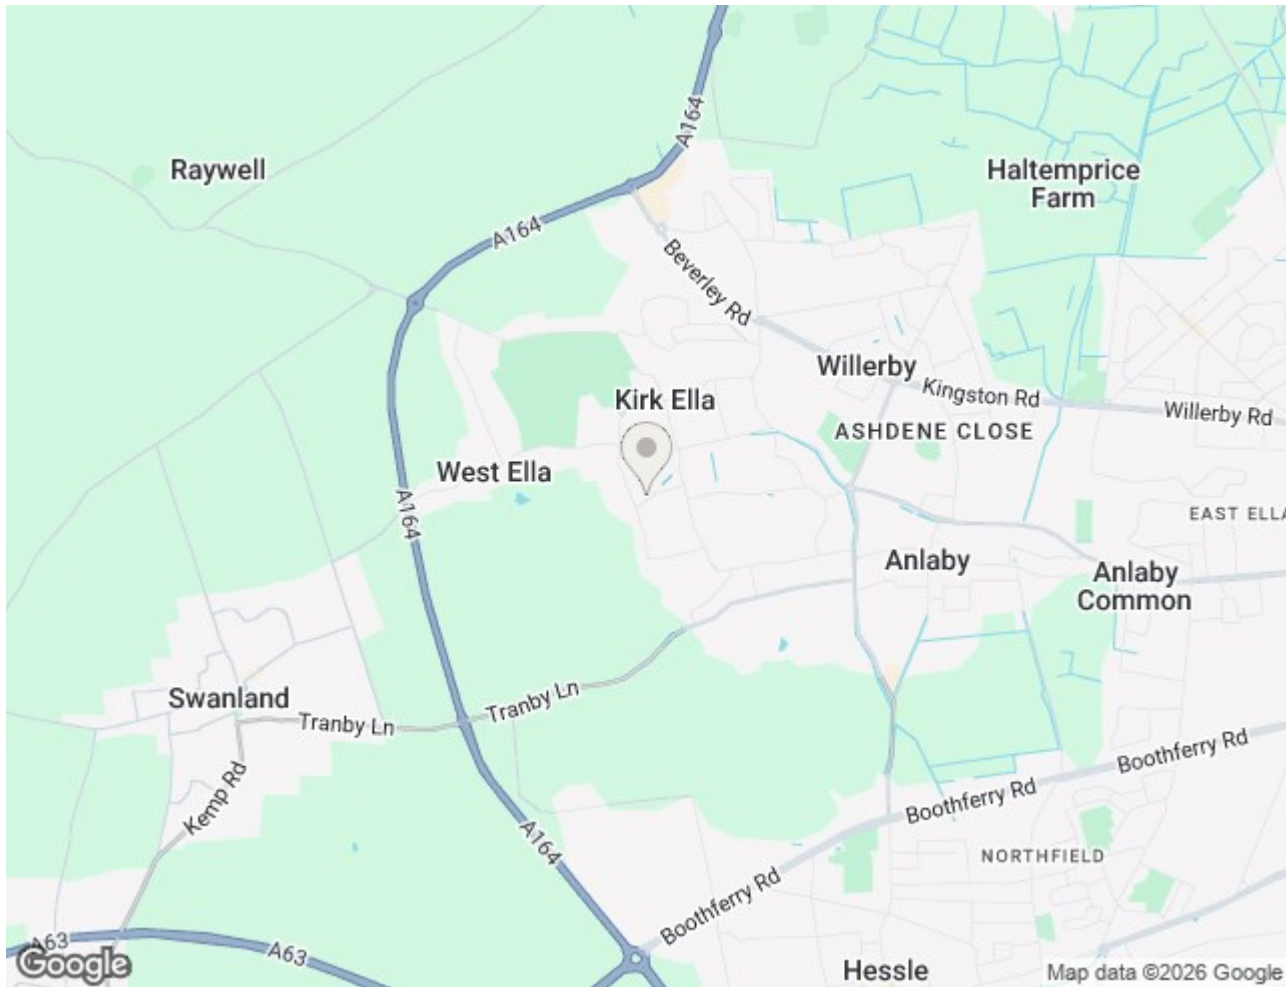 A164
Raywell
Haltemprice
Farm
A164
Beverley Rd
Willerby
Kingston Rd
Kirk Ella
Willerby Rd
ASHDENE CLOSE
West Ella
A164
EAST ELLA
Anlaby
Anlaby
Common
Swanland
Tranby Ln
Tranby Ln
Boothferry Rd
Kemp Rd
Boothferry Rd
A164
NORTHFIELD
Boothferry Rd
A63
A63
Google
Hessle
Map data ©2026 Google